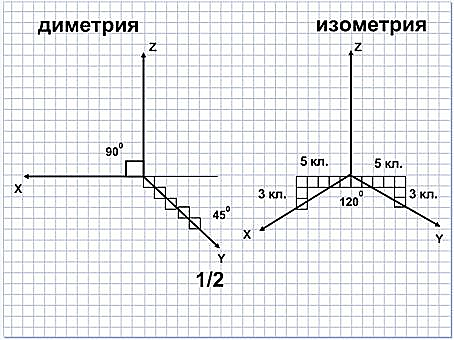 диметрия
изометрия
Z
Z
90⁰
5 кл.
5 кл.
X
3 кл.
120⁰
3 кл.
45⁰
X
Y
Y
1/2